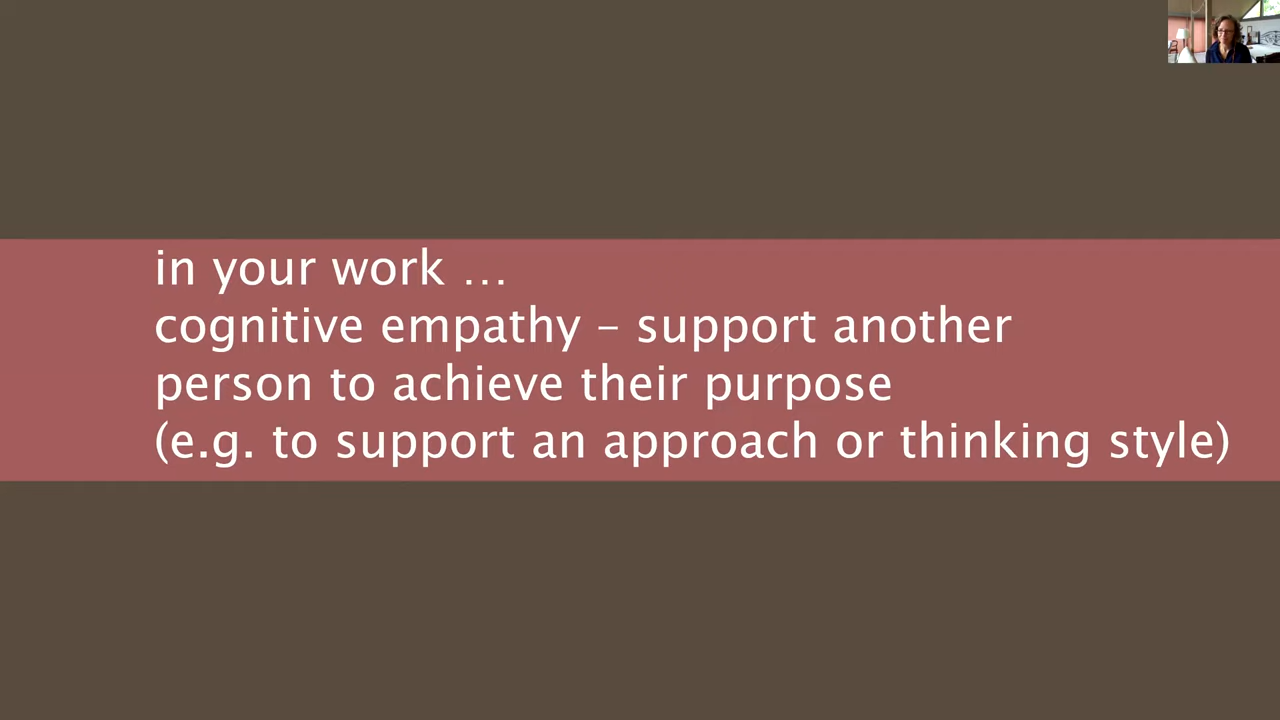 in your work …
cognitive empathy – support another
person to achieve their purpose
(e.g. to support an approach or thinking style)